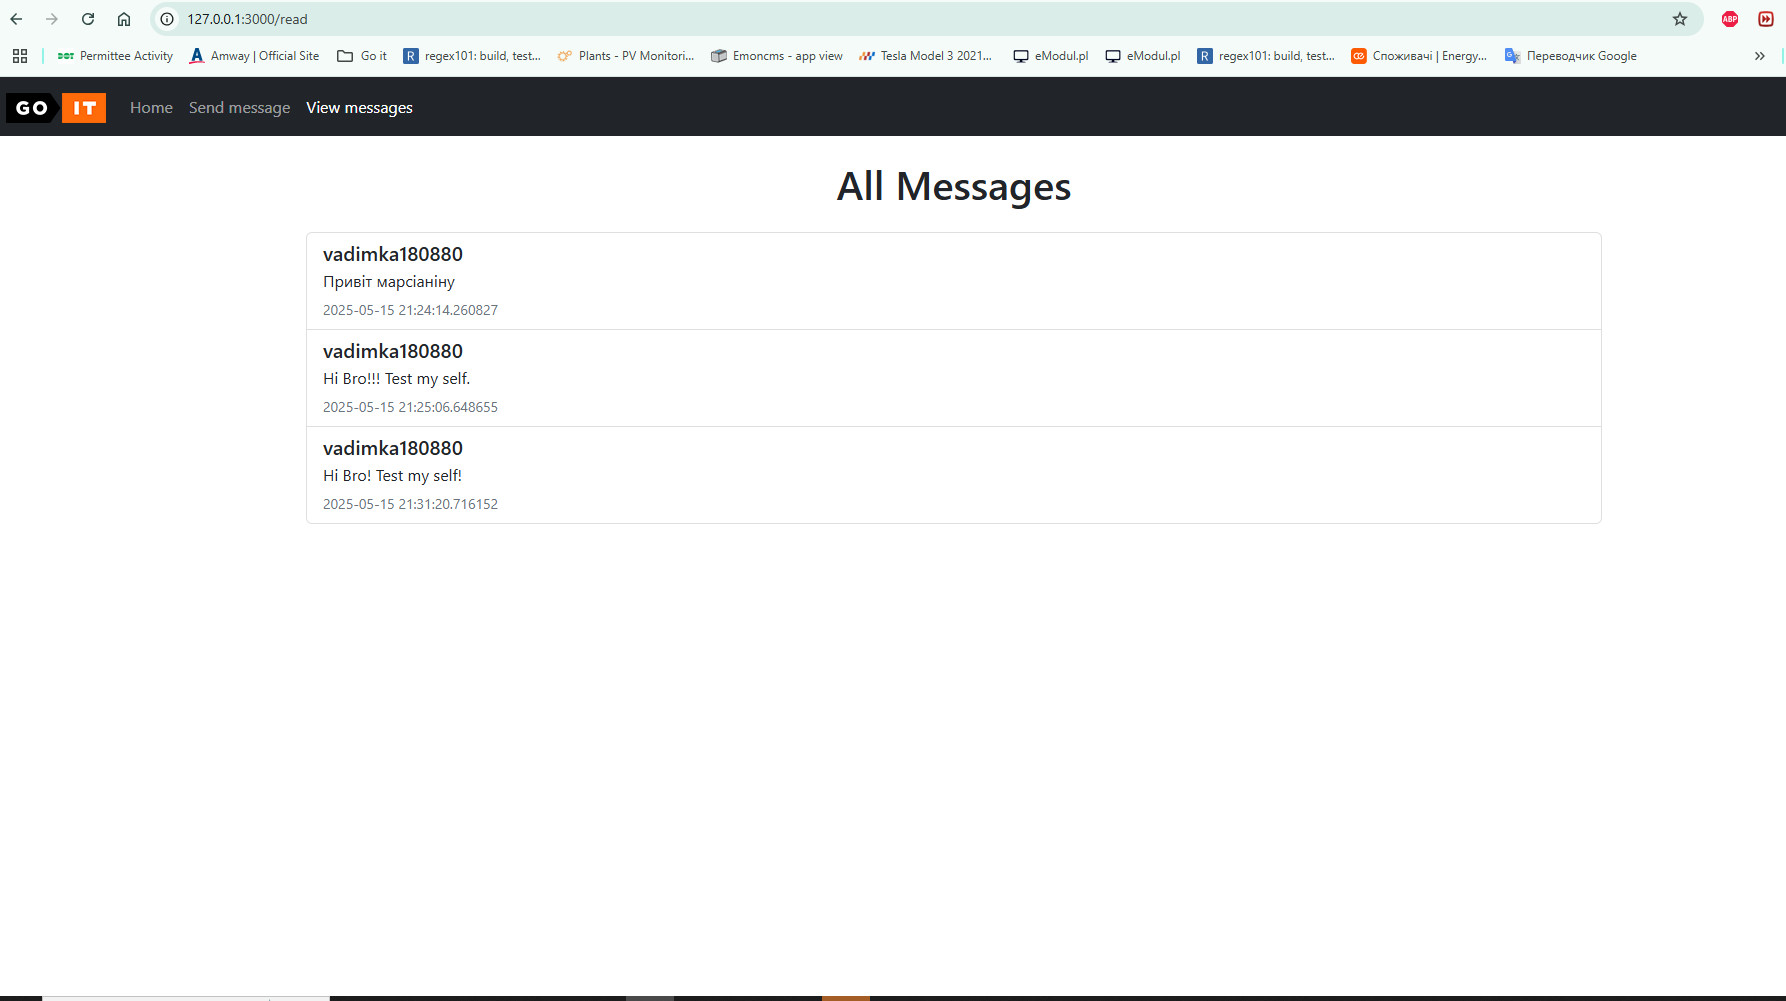 127.0.0.1:3000/read
ABP
Permittee Activity Amway | Official Site Go it regex101: build, test... Plants - PV Monitori... Emoncms - app view Tesla Model 3 2021... eModul.pl eModul.pl regex101: build, test... Споживачі | Energy... Переводчик Google
GO IT Home Send message View messages
All Messages
vadimka180880
Привіт марсіаніну
2025-05-15 21:24:14.260827
vadimka180880
Hi Bro!!! Test my self.
2025-05-15 21:25:06.648655
vadimka180880
Hi Bro! Test my self!
2025-05-15 21:31:20.716152